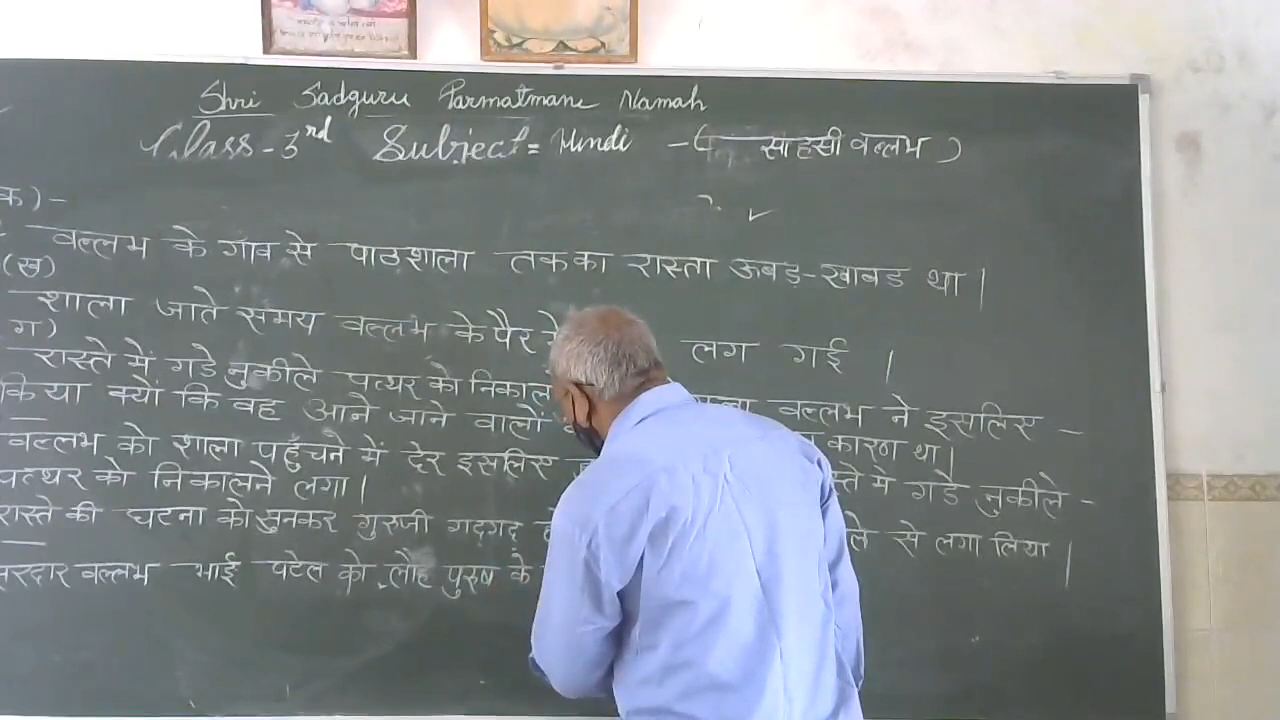 Shri Sadguru Parmatmane Namah
Class - 3rd Subject = Hindi - ( साहसी वल्लभ )
क) -
वल्लभ के गांव से पाठशाला तक का रास्ता ऊबड़-खाबड था |
(ख)
शाला जाते समय वल्लभ के पैर लग गई |
ग)
रास्ते में गडे नुकीले पत्थर को निकाल वल्लभ ने इसलिए -
किया क्यों कि वह आने जाने वालों कारण था |
वल्लभ को शाला पहुँचने में देर इसलिए स्ते में गडे नुकीले -
पत्थर को निकालने लगा |
रास्ते की घटना को सुनकर गुरुजी गद्गद् ले से लगा लिया |
सरदार वल्लभ भाई पटेल को लौह पुरुष के